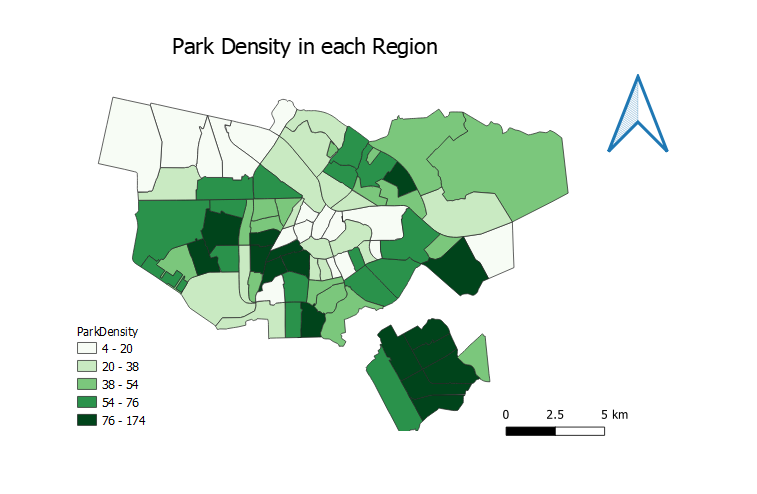 Park Density in each Region
ParkDensity
4 - 20
20 - 38
38 - 54
54 - 76
76 - 174
0 2.5 5 km